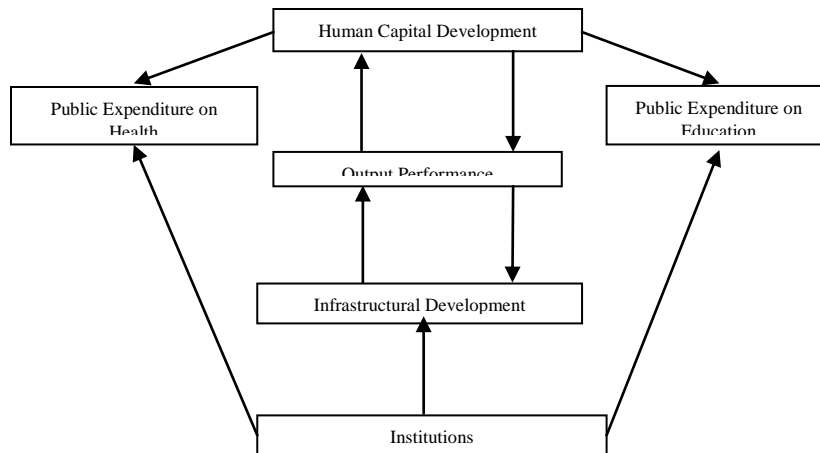 Human Capital Development
Public Expenditure on
Health
Public Expenditure on
Education
Output Performance
Infrastructural Development
Institutions